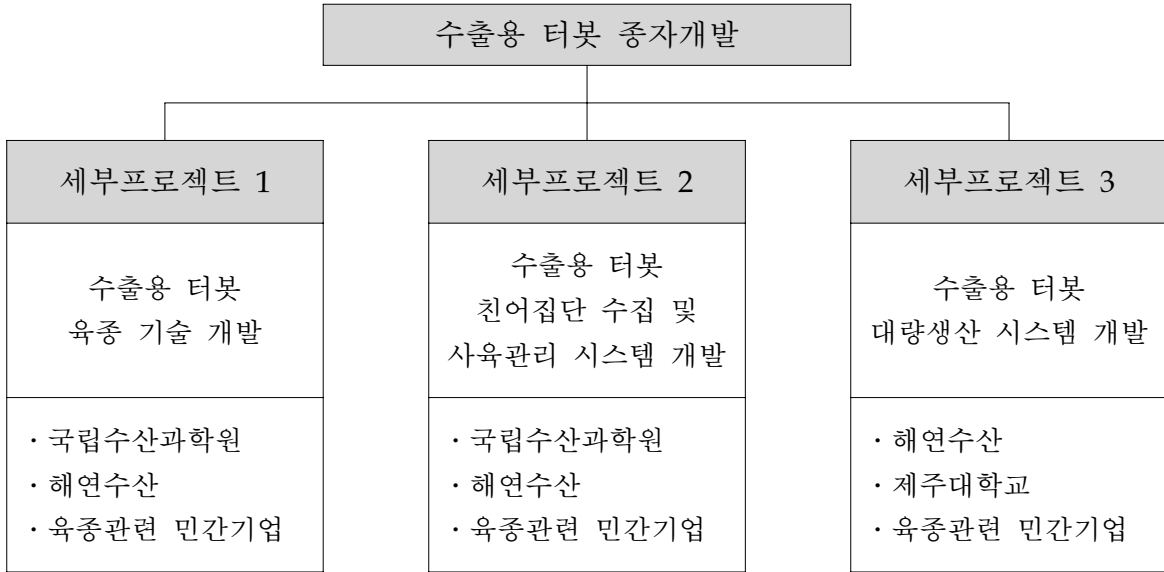 수출용 터봇 종자개발
세부프로젝트 1
수출용 터봇
육종 기술 개발
· 국립수산과학원
· 해연수산
· 육종관련 민간기업
세부프로젝트 2
수출용 터봇
친어집단 수집 및
사육관리 시스템 개발
· 국립수산과학원
· 해연수산
· 육종관련 민간기업
세부프로젝트 3
수출용 터봇
대량생산 시스템 개발
· 해연수산
· 제주대학교
· 육종관련 민간기업